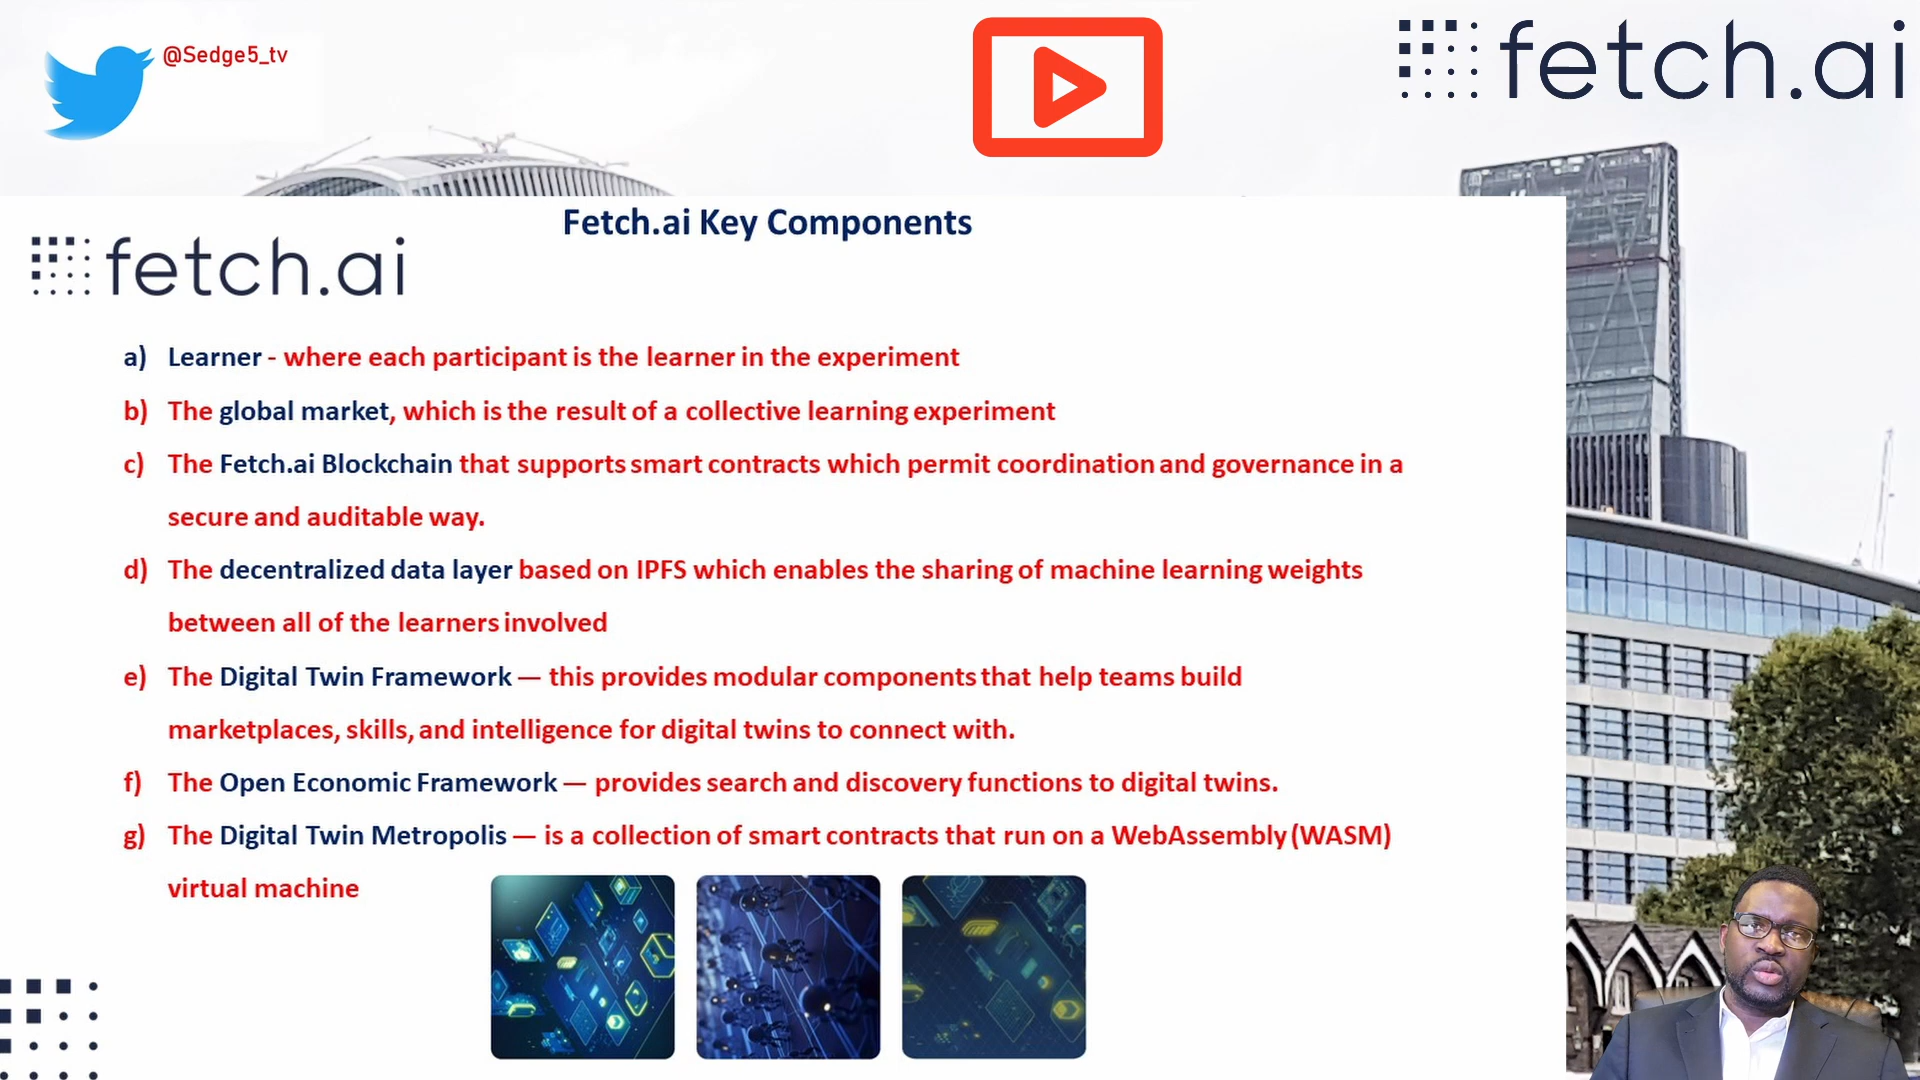 @Sedge5_tv
fetch.ai
Fetch.ai Key Components
fetch.ai
a) Learner - where each participant is the learner in the experiment
b) The global market, which is the result of a collective learning experiment
c) The Fetch.ai Blockchain that supports smart contracts which permit coordination and governance in a
secure and auditable way.
d) The decentralized data layer based on IPFS which enables the sharing of machine learning weights
between all of the learners involved
e) The Digital Twin Framework — this provides modular components that help teams build
marketplaces, skills, and intelligence for digital twins to connect with.
f) The Open Economic Framework — provides search and discovery functions to digital twins.
g) The Digital Twin Metropolis — is a collection of smart contracts that run on a WebAssembly (WASM)
virtual machine